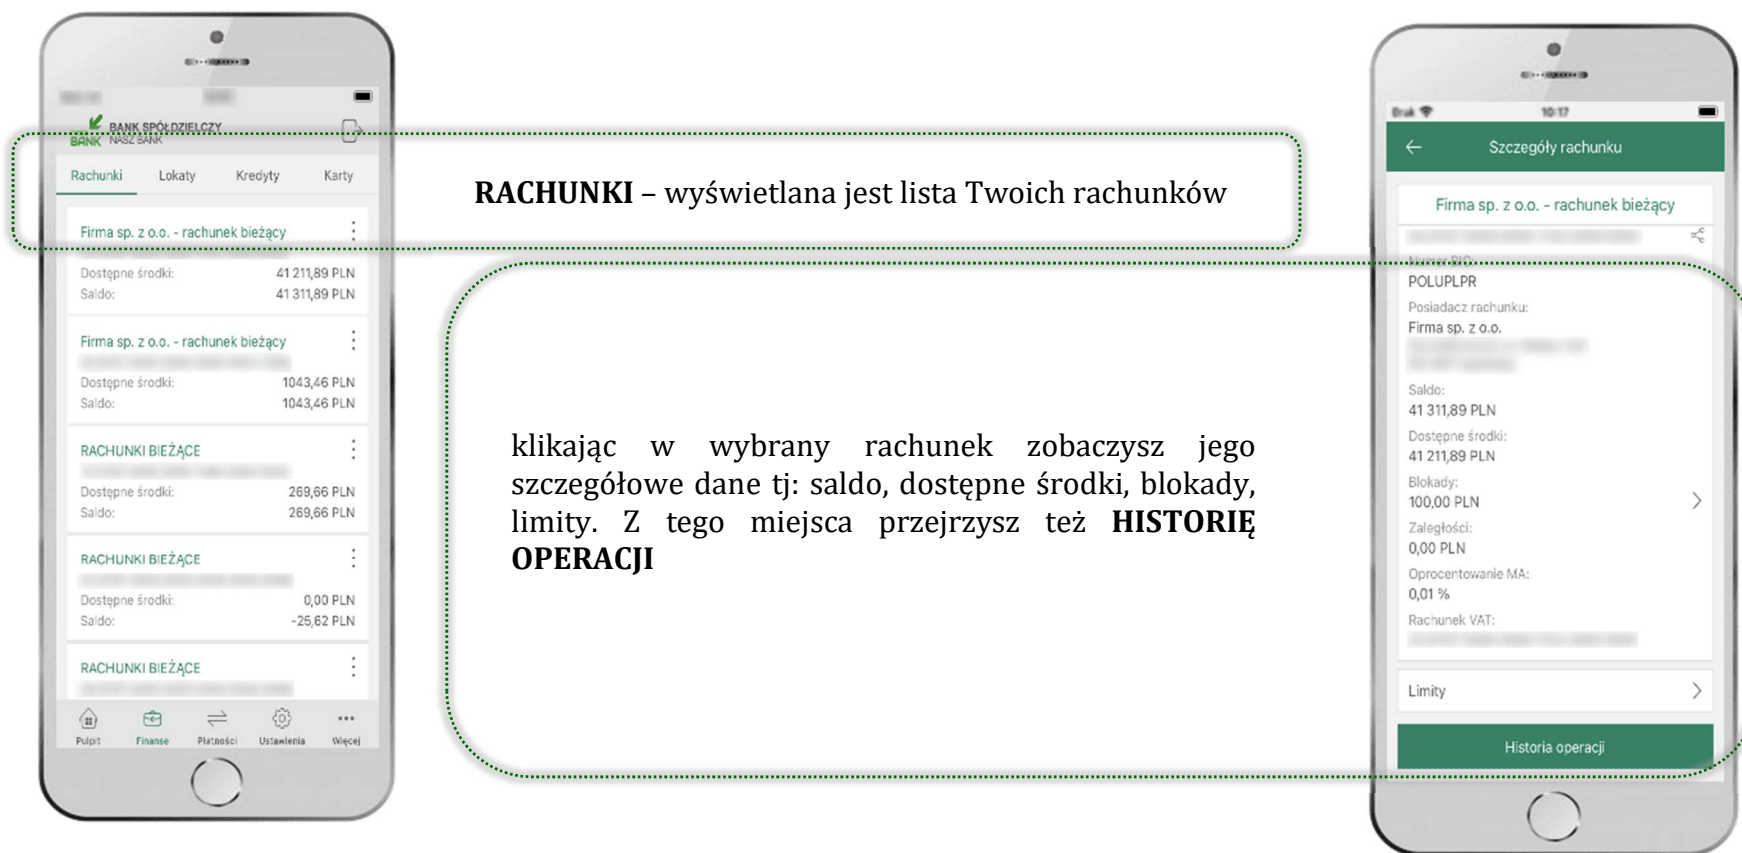 BANK SPÓŁDZIELCZY
BANK NASZ BANK
Rachunki Lokaty Kredyty Karty
Firma sp. z o.o. - rachunek bieżący
Dostępne środki: 41 211,89 PLN
Saldo: 41 311,89 PLN
Firma sp. z o.o. - rachunek bieżący
Dostępne środki: 1043,46 PLN
Saldo: 1043,46 PLN
RACHUNKI BIEŻĄCE
Dostępne środki: 269,66 PLN
Saldo: 269,66 PLN
RACHUNKI BIEŻĄCE
Dostępne środki: 0,00 PLN
Saldo: -25,62 PLN
RACHUNKI BIEŻĄCE
Pulpit Finanse Płatności Ustawienia Więcej
RACHUNKI – wyświetlana jest lista Twoich rachunków
klikając w wybrany rachunek zobaczysz jego
szczegółowe dane tj: saldo, dostępne środki, blokady,
limity. Z tego miejsca przejrzysz też HISTORIĘ
OPERACJI
Brak 10:17
Szczegóły rachunku
Firma sp. z o.o. - rachunek bieżący
Numer BIC:
POLUPLPR
Posiadacz rachunku:
Firma sp. z o.o.
Saldo:
41 311,89 PLN
Dostępne środki:
41 211,89 PLN
Blokady:
100,00 PLN
Zaległości:
0,00 PLN
Oprocentowanie MA:
0,01 %
Rachunek VAT:
Limity
Historia operacji